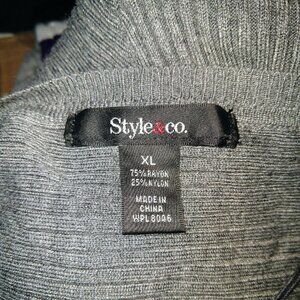 Style&co.
XL
75% RAYON
25% NYLON
MADE IN
CHINA
WPL 8046